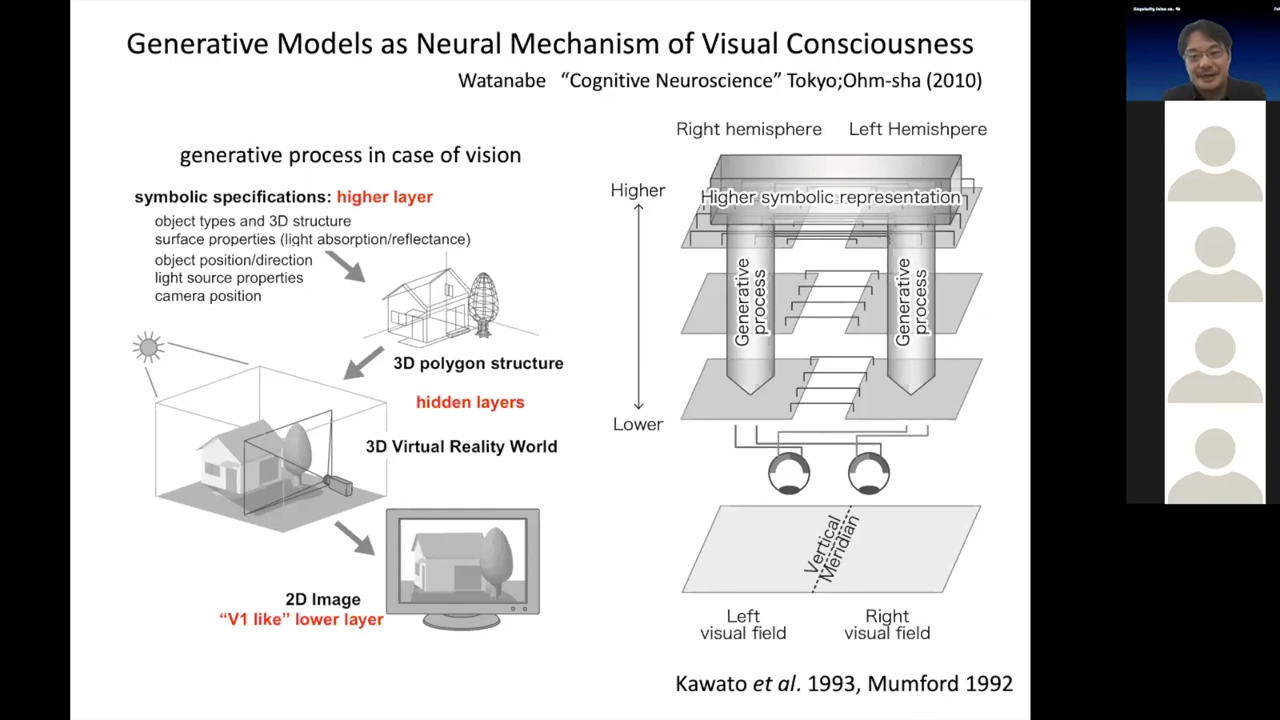 Generative Models as Neural Mechanism of Visual Consciousness
Watanabe “Cognitive Neuroscience” Tokyo;Ohm-sha (2010)
generative process in case of vision
symbolic specifications: higher layer
object types and 3D structure
surface properties (light absorption/reflectance)
object position/direction
light source properties
camera position
3D polygon structure
hidden layers
3D Virtual Reality World
2D Image
“V1 like” lower layer
Right hemisphere
Left Hemishpere
Higher
Higher symbolic representation
Generative process
Generative process
Lower
Vertical Meridian
Left visual field
Right visual field
Kawato et al. 1993, Mumford 1992